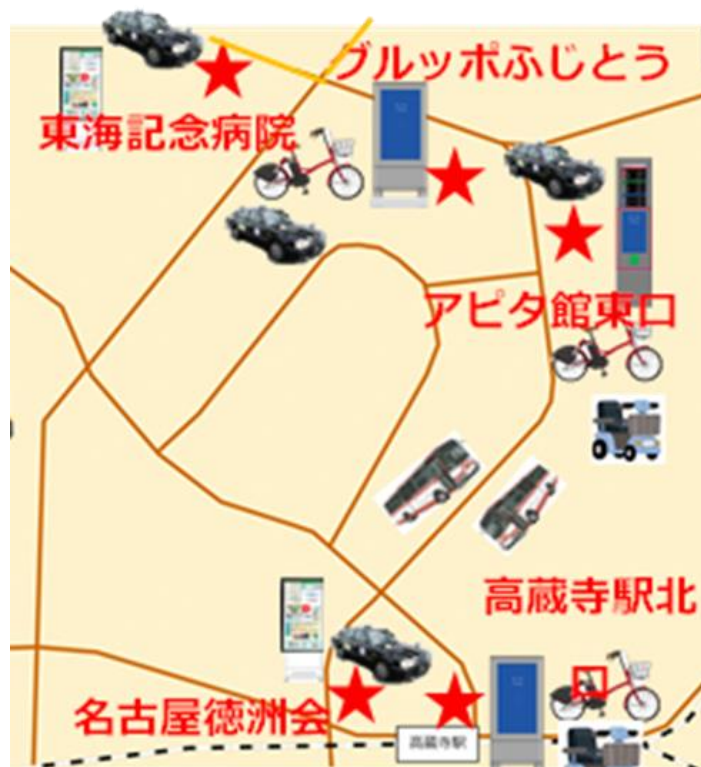 グルッポふじとう
東海記念病院
アピタ館東口
高蔵寺駅北
名古屋徳洲会
高蔵寺駅